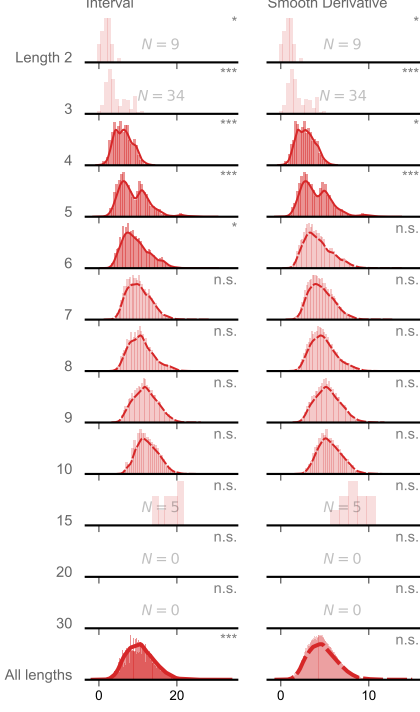 Interval Smooth Derivative
* *
Length 2 N = 9 N = 9
*** ***
3 N = 34 N = 34
*** *
4
*** ***
5
* n.s.
6
n.s. n.s.
7
n.s. n.s.
8
n.s. n.s.
9
n.s. n.s.
10
n.s. n.s.
15 N = 5 N = 5
n.s. n.s.
20 N = 0 N = 0
n.s. n.s.
30 N = 0 N = 0
*** n.s.
All lengths
0 20 0 10